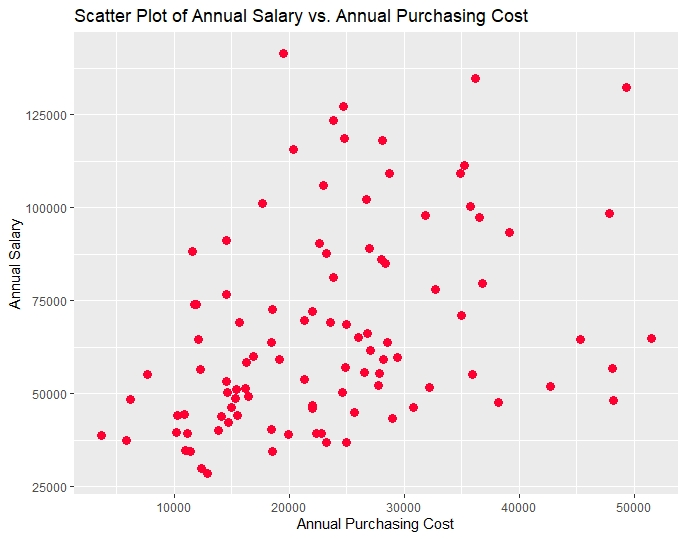 Scatter Plot of Annual Salary vs. Annual Purchasing Cost
Annual Salary
125000
100000
75000
50000
25000
10000 20000 30000 40000 50000
Annual Purchasing Cost